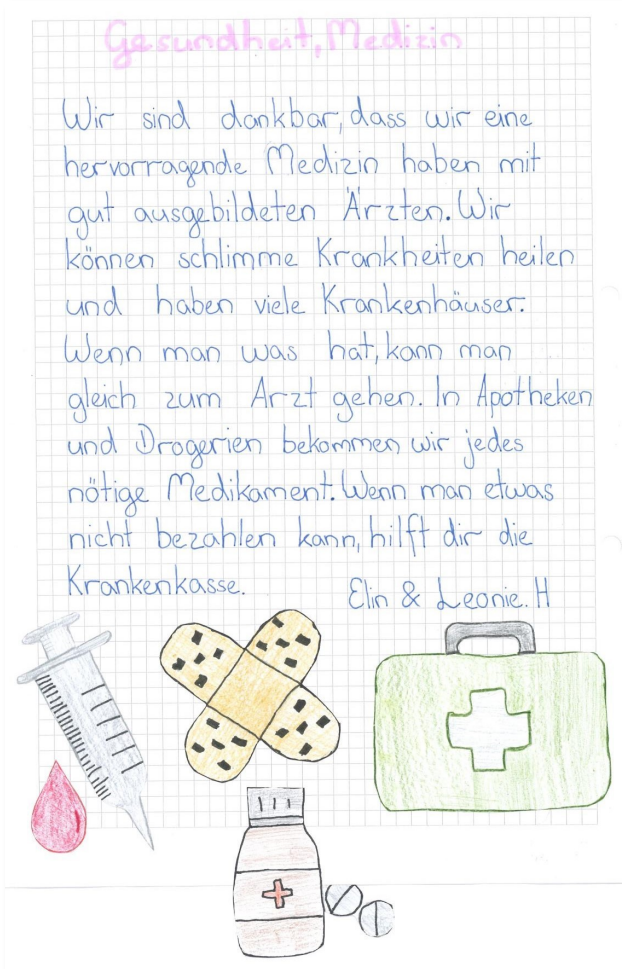 Gesundheit, Medizin
Wir sind dankbar, dass wir eine
hervorragende Medizin haben mit
gut ausgebildeten Ärzten. Wir
können schlimme Krankheiten heilen
und haben viele Krankenhäuser.
Wenn man was hat, kann man
gleich zum Arzt gehen. In Apotheken
und Drogerien bekommen wir jedes
nötige Medikament. Wenn man etwas
nicht bezahlen kann, hilft dir die
Krankenkasse. Elin & Leonie. H